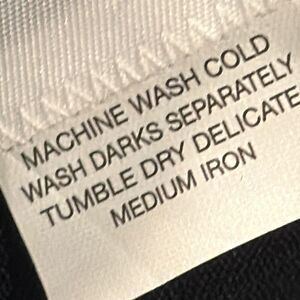 MACHINE WASH COLD
WASH DARKS SEPARATELY
TUMBLE DRY DELICATE
MEDIUM IRON